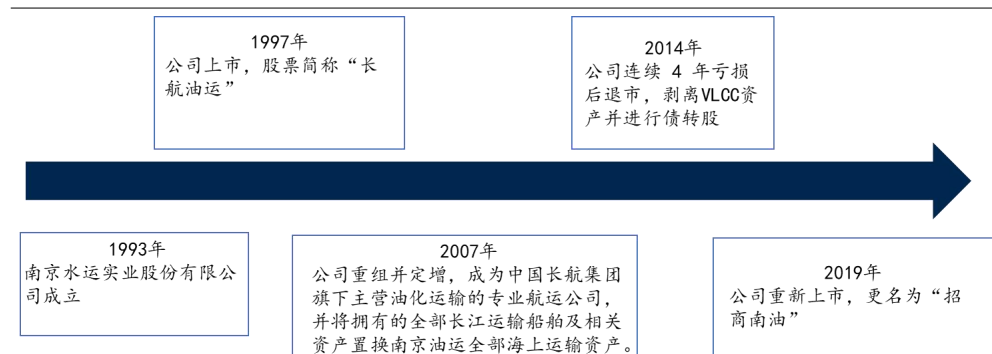 1997年
公司上市，股票简称“长
航油运”
2014年
公司连续 4 年亏损
后退市，剥离VLCC资
产并进行债转股
1993年
南京水运实业股份有限公
司成立
2007年
公司重组并定增，成为中国长航集团
旗下主营油化运输的专业航运公司，
并将拥有的全部长江运输船舶及相关
资产置换南京油运全部海上运输资产。
2019年
公司重新上市，更名为“招
商南油”